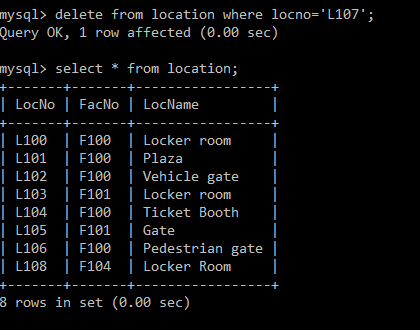 mysql> delete from location where locno='L107';
Query OK, 1 row affected (0.00 sec)
mysql> select * from location;
+-------+-------+-----------------+
| LocNo | FacNo | LocName         |
+-------+-------+-----------------+
| L100  | F100  | Locker room     |
| L101  | F100  | Plaza           |
| L102  | F100  | Vehicle gate    |
| L103  | F101  | Locker room     |
| L104  | F100  | Ticket Booth    |
| L105  | F101  | Gate            |
| L106  | F100  | Pedestrian gate |
| L108  | F104  | Locker Room     |
+-------+-------+-----------------+
8 rows in set (0.00 sec)